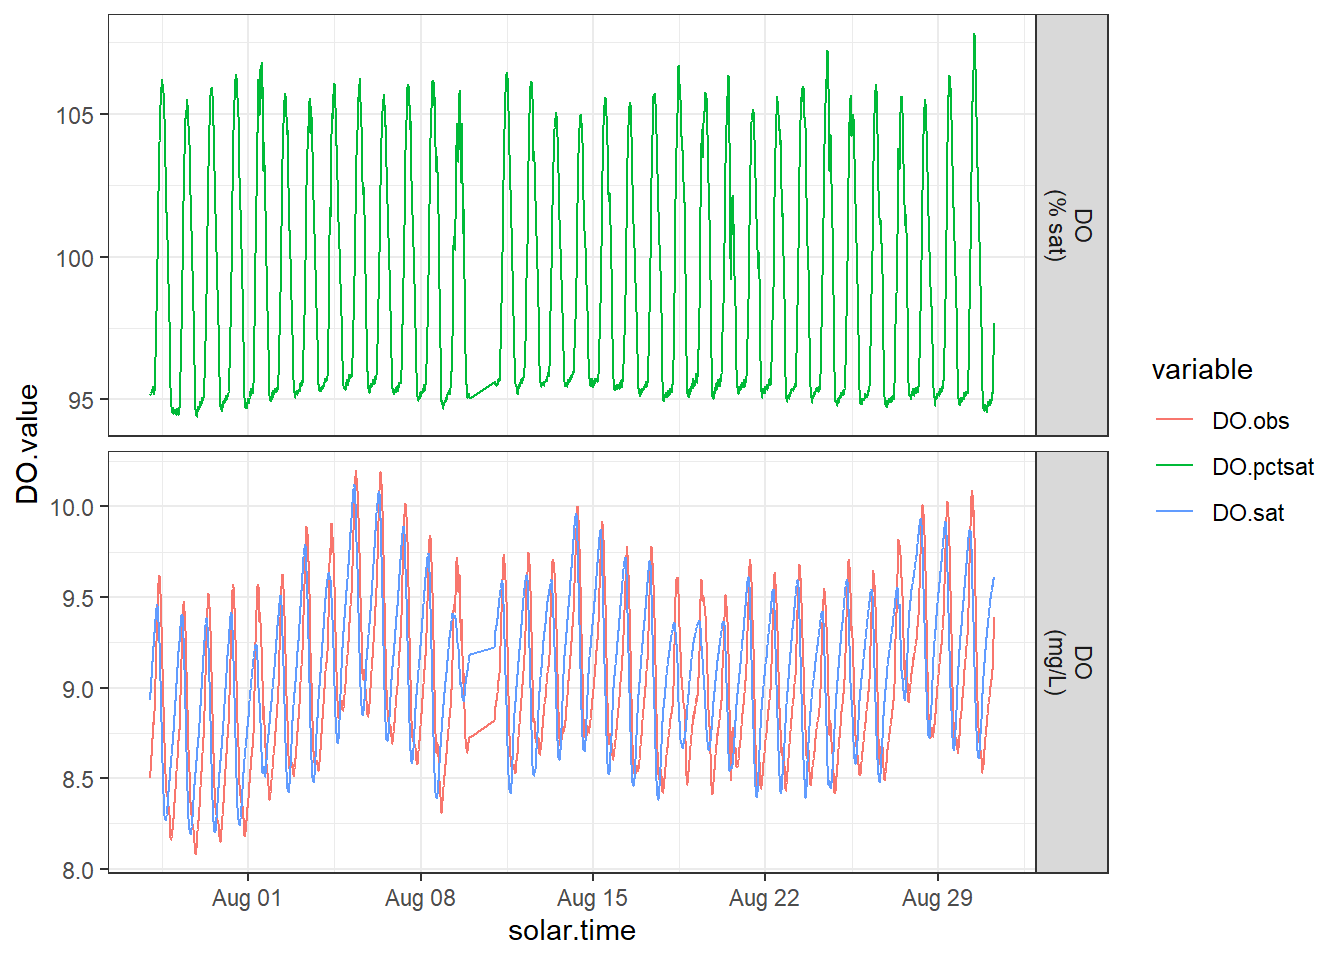 DO.value
105
100
95
DO
(% sat)
10.0
9.5
9.0
8.5
8.0
DO
(mg/L)
Aug 01
Aug 08
Aug 15
Aug 22
Aug 29
solar.time
variable
DO.obs
DO.pctsat
DO.sat